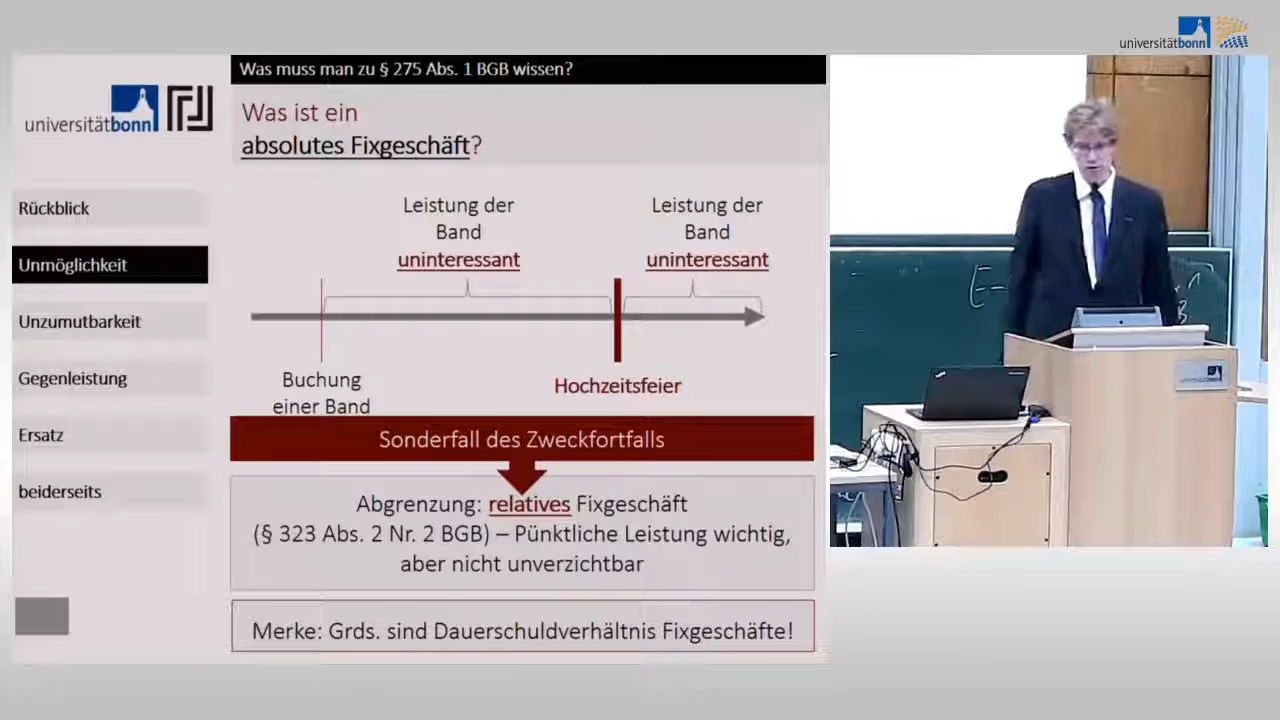 universitätbonn
Was muss man zu § 275 Abs. 1 BGB wissen?
universitätbonn
Was ist ein
absolutes Fixgeschäft?
Rückblick
Unmöglichkeit
Unzumutbarkeit
Gegenleistung
Ersatz
beiderseits
Leistung der
Band
uninteressant
Leistung der
Band
uninteressant
Buchung
einer Band
Hochzeitsfeier
Sonderfall des Zweckfortfalls
Abgrenzung: relatives Fixgeschäft
(§ 323 Abs. 2 Nr. 2 BGB) – Pünktliche Leistung wichtig,
aber nicht unverzichtbar
Merke: Grds. sind Dauerschuldverhältnis Fixgeschäfte!